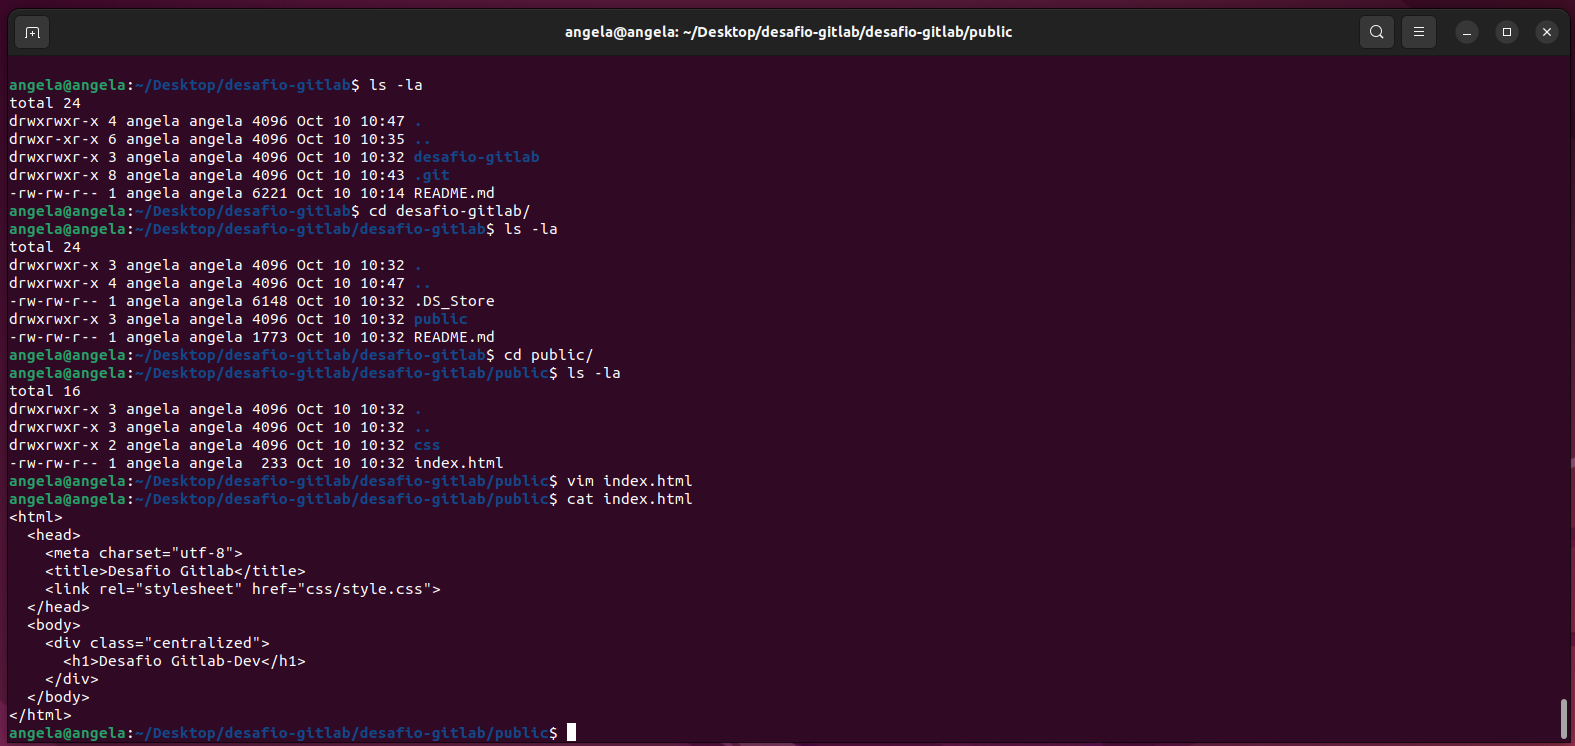 angela@angela: ~/Desktop/desafio-gitlab/desafio-gitlab/public
angela@angela:~/Desktop/desafio-gitlab$ ls -la
total 24
drwxrwxr-x 4 angela angela 4096 Oct 10 10:47 .
drwxr-xr-x 6 angela angela 4096 Oct 10 10:35 ..
drwxrwxr-x 3 angela angela 4096 Oct 10 10:32 desafio-gitlab
drwxrwxr-x 8 angela angela 4096 Oct 10 10:43 .git
-rw-rw-r-- 1 angela angela 6221 Oct 10 10:14 README.md
angela@angela:~/Desktop/desafio-gitlab$ cd desafio-gitlab/
angela@angela:~/Desktop/desafio-gitlab/desafio-gitlab$ ls -la
total 24
drwxrwxr-x 3 angela angela 4096 Oct 10 10:32 .
drwxrwxr-x 4 angela angela 4096 Oct 10 10:47 ..
-rw-rw-r-- 1 angela angela 6148 Oct 10 10:32 .DS_Store
drwxrwxr-x 3 angela angela 4096 Oct 10 10:32 public
-rw-rw-r-- 1 angela angela 1773 Oct 10 10:32 README.md
angela@angela:~/Desktop/desafio-gitlab/desafio-gitlab$ cd public/
angela@angela:~/Desktop/desafio-gitlab/desafio-gitlab/public$ ls -la
total 16
drwxrwxr-x 3 angela angela 4096 Oct 10 10:32 .
drwxrwxr-x 3 angela angela 4096 Oct 10 10:32 ..
drwxrwxr-x 2 angela angela 4096 Oct 10 10:32 css
-rw-rw-r-- 1 angela angela  233 Oct 10 10:32 index.html
angela@angela:~/Desktop/desafio-gitlab/desafio-gitlab/public$ vim index.html
angela@angela:~/Desktop/desafio-gitlab/desafio-gitlab/public$ cat index.html
<html>
  <head>
    <meta charset="utf-8">
    <title>Desafio Gitlab</title>
    <link rel="stylesheet" href="css/style.css">
  </head>
  <body>
    <div class="centralized">
      <h1>Desafio Gitlab-Dev</h1>
    </div>
  </body>
</html>
angela@angela:~/Desktop/desafio-gitlab/desafio-gitlab/public$